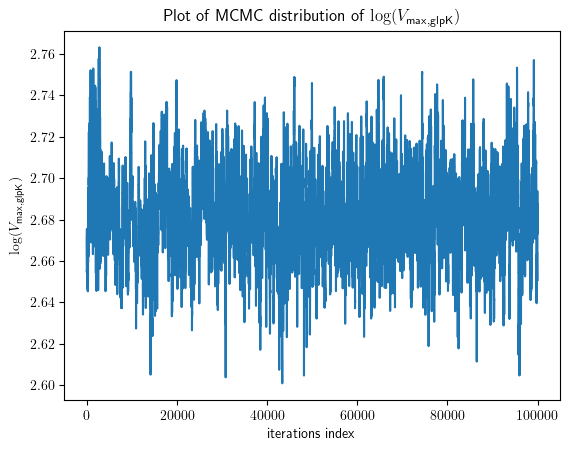 Plot of MCMC distribution of log(V_max,glpK)
log(V_max,glpK)
2.76
2.74
2.72
2.70
2.68
2.66
2.64
2.62
2.60
0 20000 40000 60000 80000 100000
iterations index